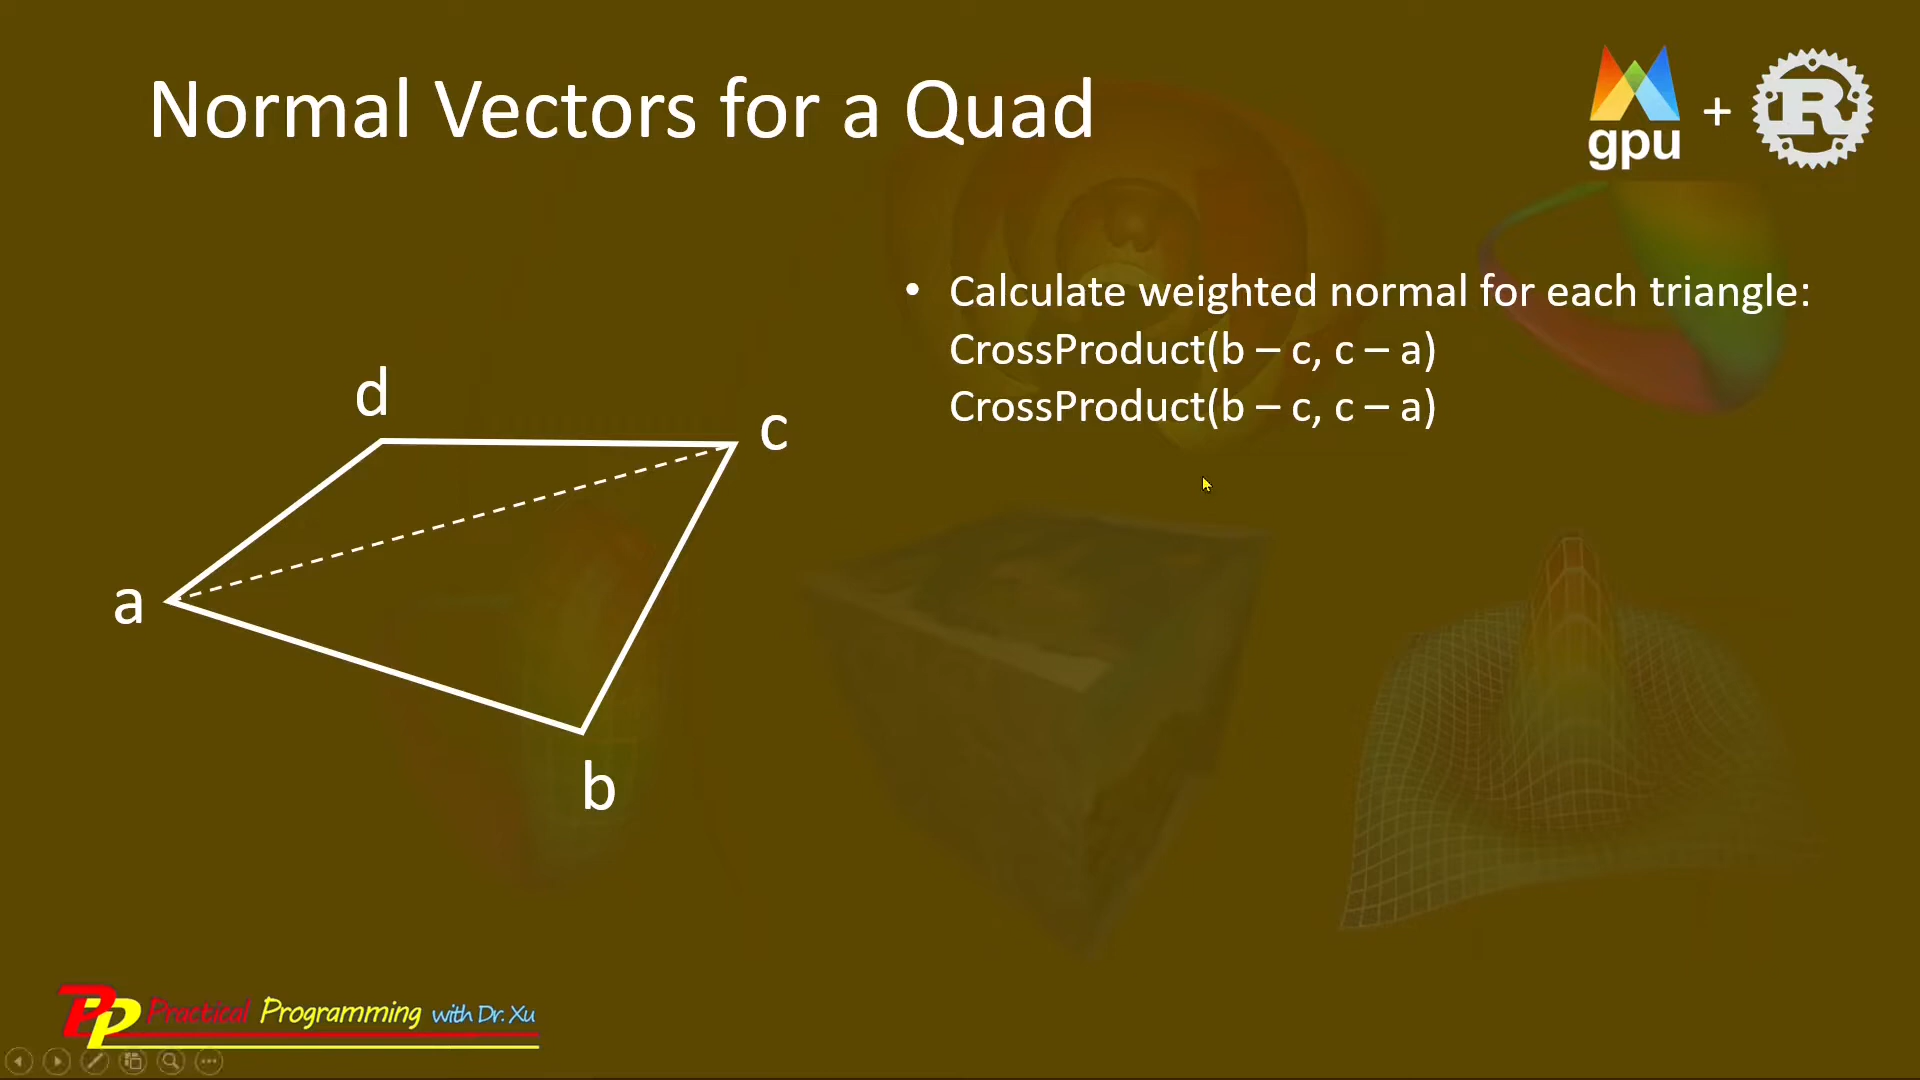 Normal Vectors for a Quad
gpu + R
• Calculate weighted normal for each triangle:
CrossProduct(b – c, c – a)
CrossProduct(b – c, c – a)
d
c
a
b
PP Practical Programming with Dr. Xu